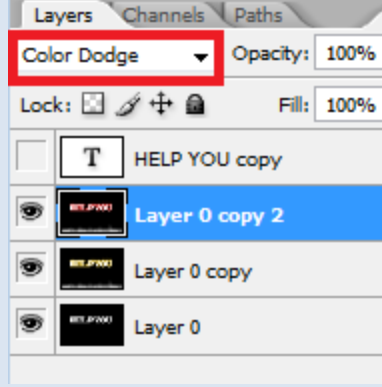 Layers Channels Paths
Color Dodge Opacity: 100%
Lock: Fill: 100%
T HELP YOU copy
Layer 0 copy 2
Layer 0 copy
Layer 0